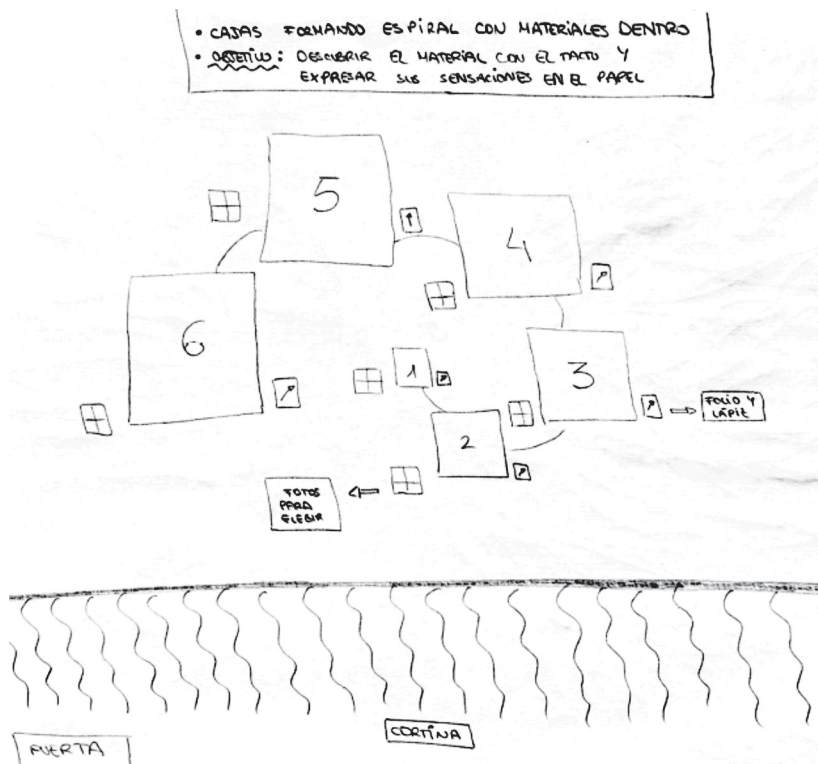 • CAJAS FORMANDO ESPIRAL CON MATERIALES DENTRO
• OBJETIVO: DESCUBRIR EL MATERIAL CON EL TACTO Y
EXPRESAR SUS SENSACIONES EN EL PAPEL
5
4
6
1
3
2
FOLIO Y
LÁPIZ
FOTOS
PARA
ELEGIR
CORTINA
PUERTA